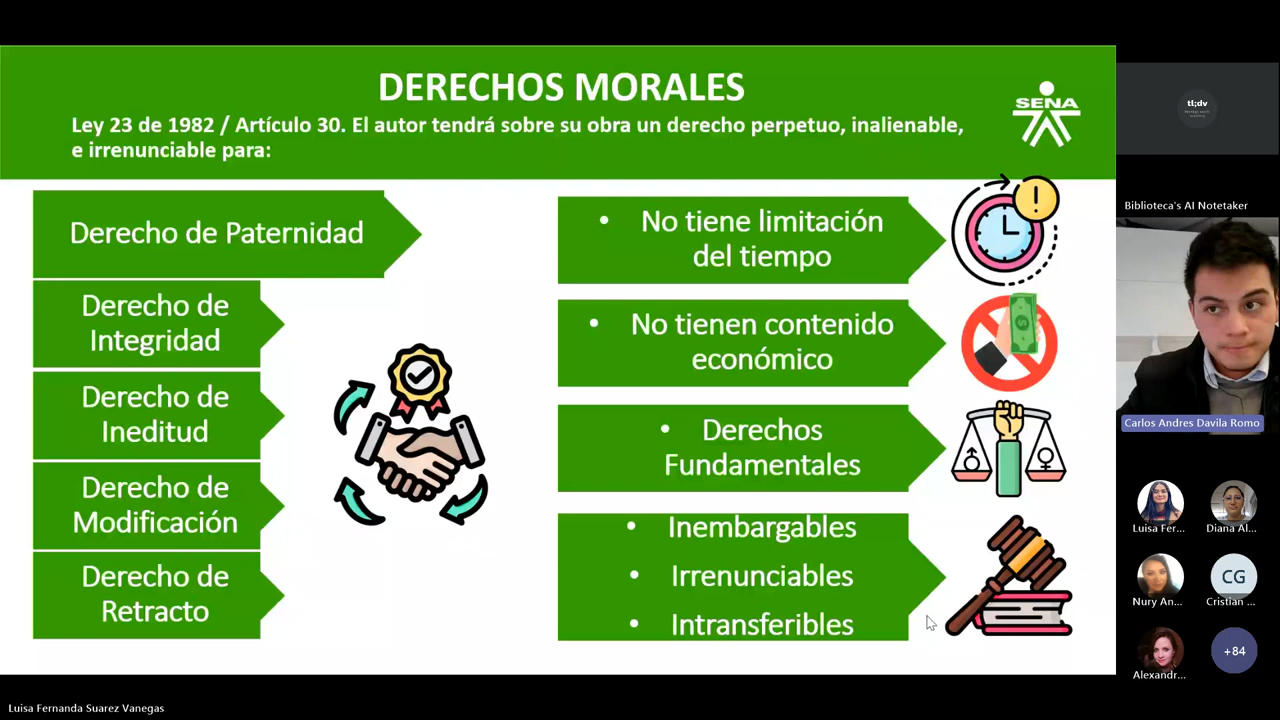 DERECHOS MORALES
Ley 23 de 1982 / Artículo 30. El autor tendrá sobre su obra un derecho perpetuo, inalienable,
e irrenunciable para:
SENA
Derecho de Paternidad
Derecho de
Integridad
Derecho de
Ineditud
Derecho de
Modificación
Derecho de
Retracto
• No tiene limitación
del tiempo
• No tienen contenido
económico
• Derechos
Fundamentales
• Inembargables
• Irrenunciables
• Intransferibles
tl;dv
Biblioteca's AI Notetaker
Carlos Andres Davila Romo
Luisa Fer...
Diana Al...
Nury An...
CG
Cristian ...
Alexandr...
+84
Luisa Fernanda Suarez Vanegas